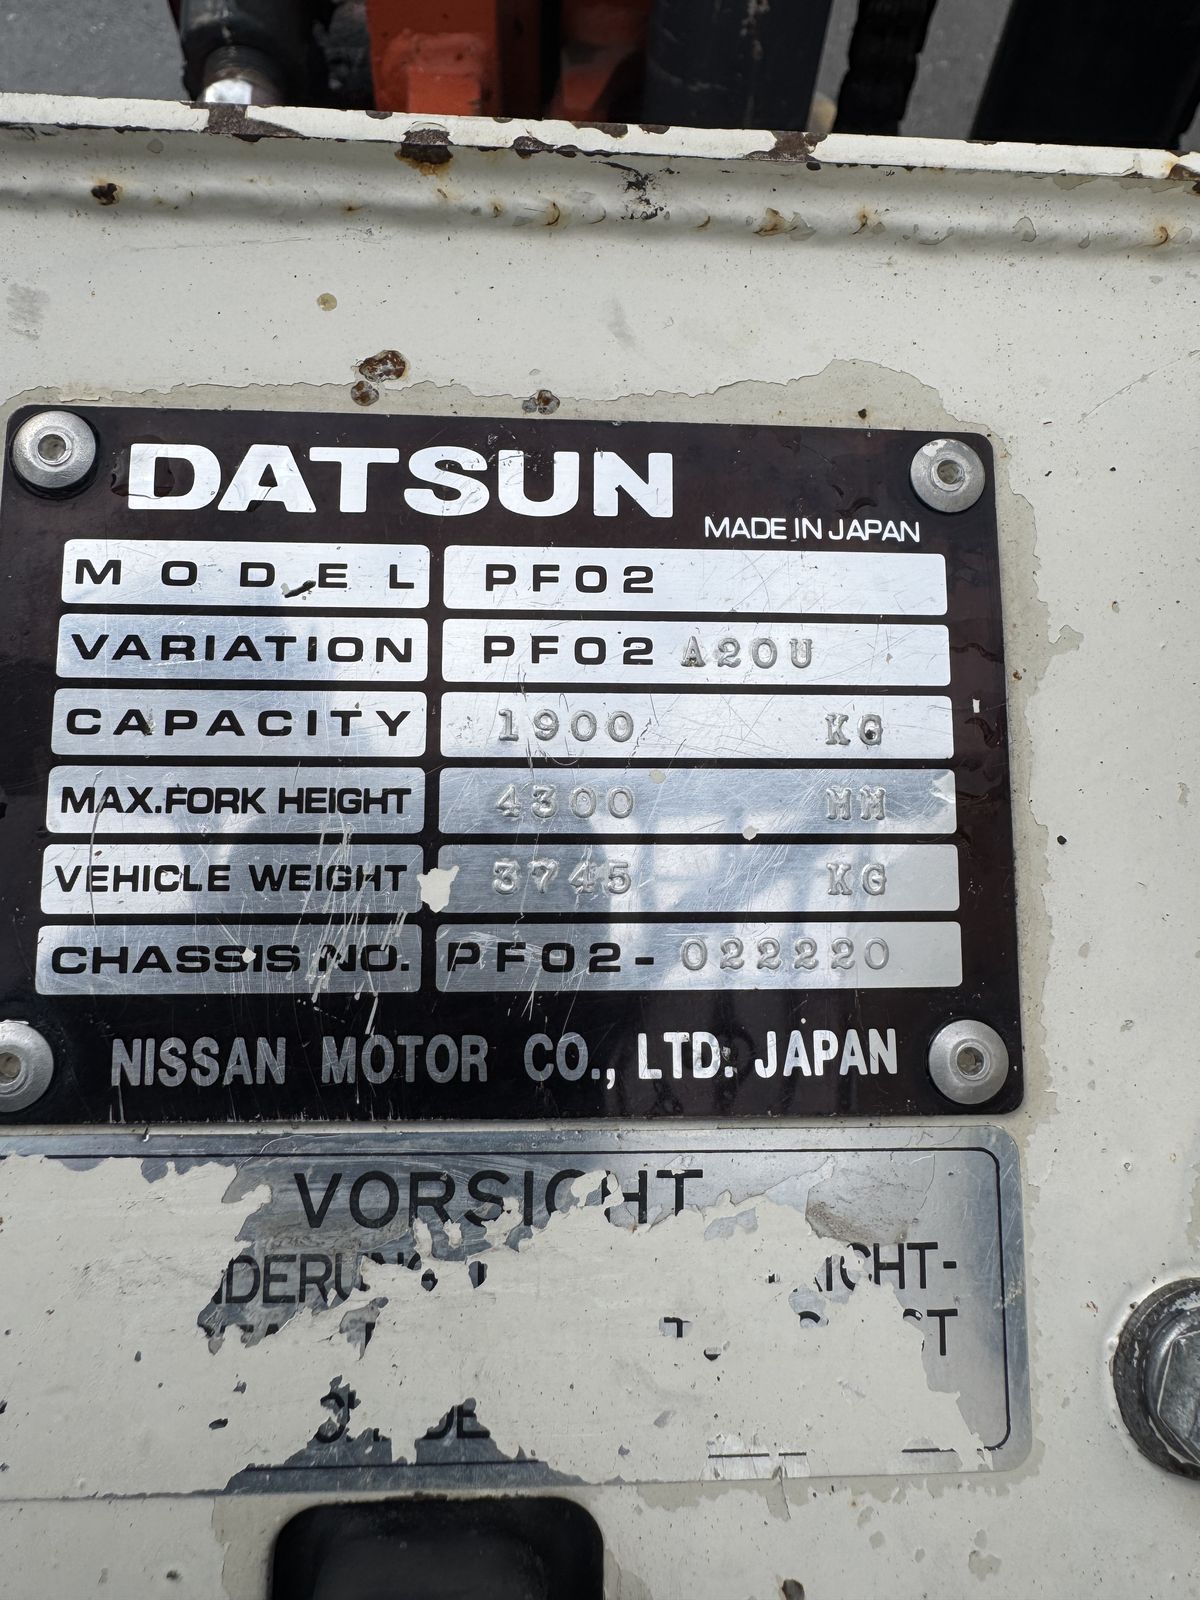 DATSUN
MADE IN JAPAN
MODEL PF02
VARIATION PF02 A20U
CAPACITY 1900 KG
MAX.FORK HEIGHT 4300 MM
VEHICLE WEIGHT 3745 KG
CHASSIS NO. PF02- 022220
NISSAN MOTOR CO., LTD. JAPAN
VORSICHT